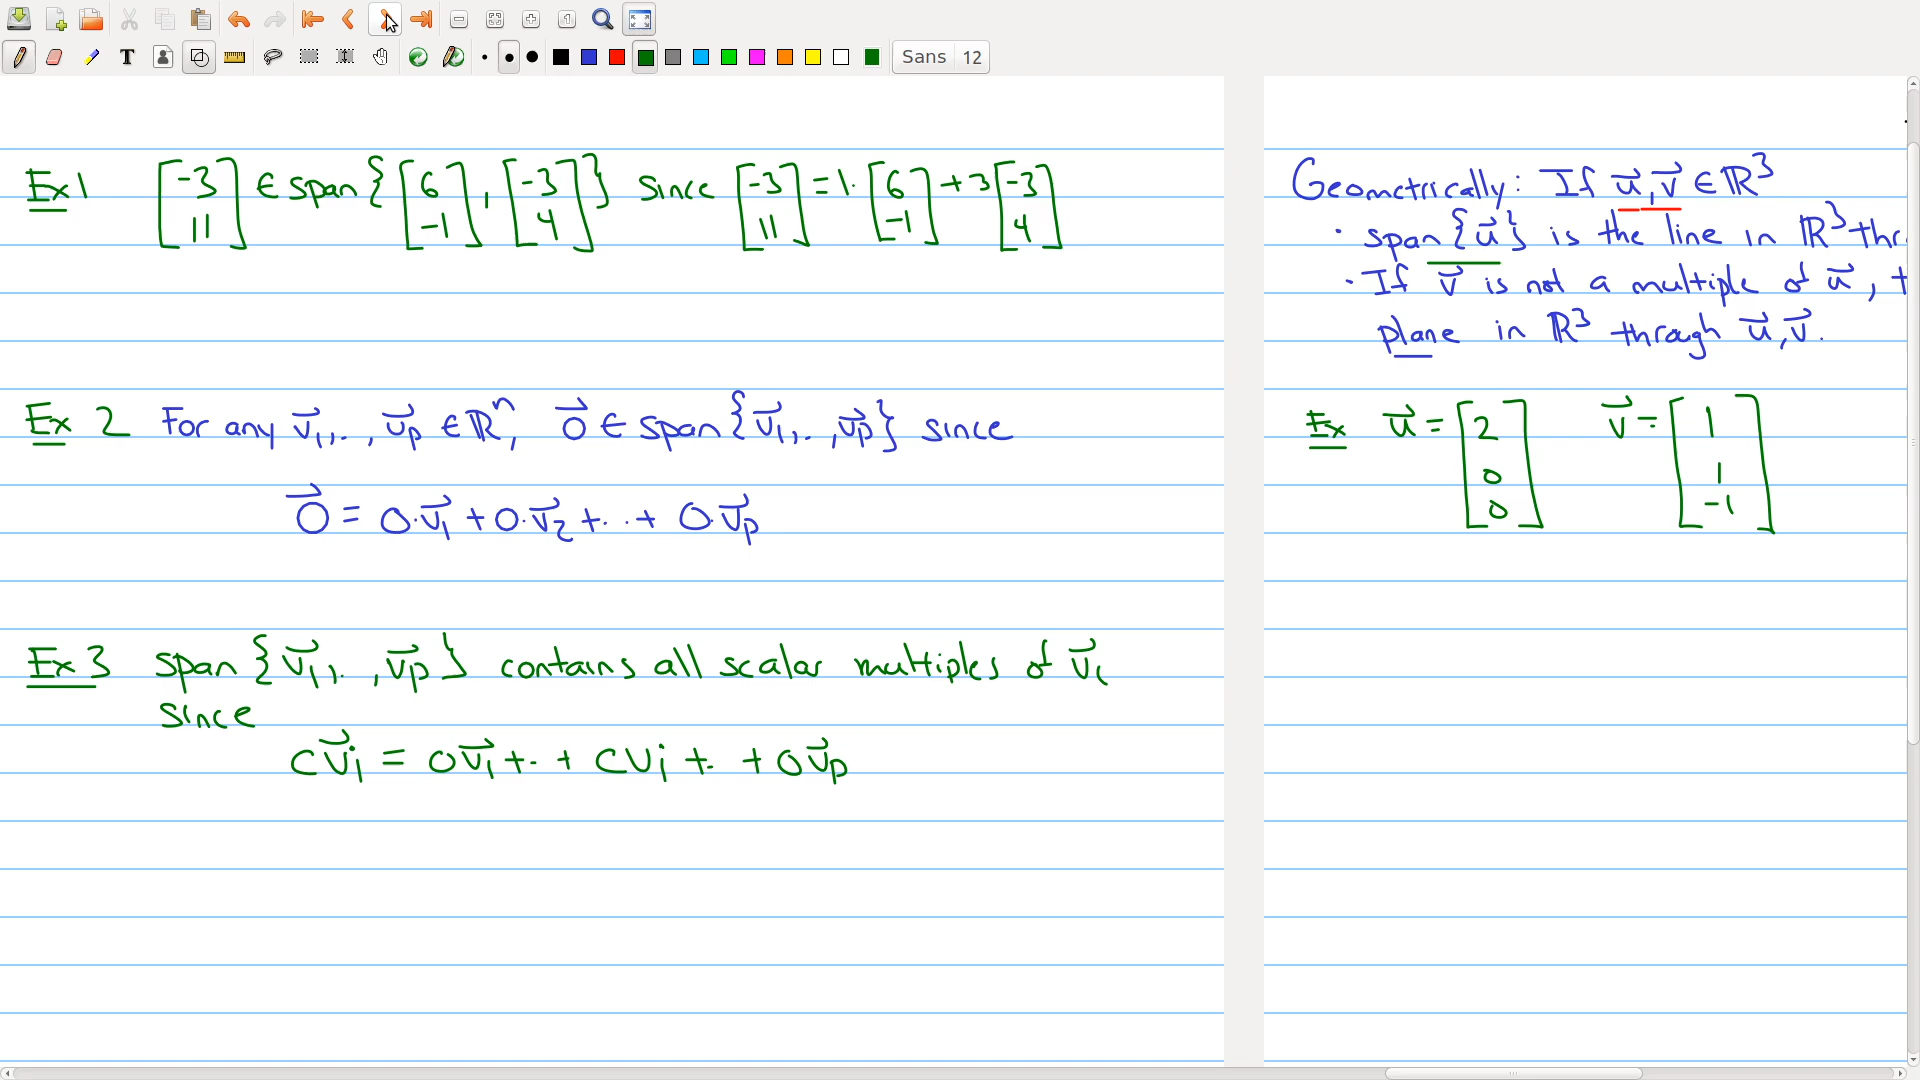 Sans 12
Ex1 [-3 11] ∈ span {[6 -1], [-3 4]} since [-3 11] = 1·[6 -1] + 3[-3 4]
Ex 2 For any v⃗₁,..,v⃗p ∈ ℝⁿ, 0⃗ ∈ span {v⃗₁,..,v⃗p} since
0⃗ = 0·v⃗₁ + 0·v⃗₂ + ..+ 0·v⃗p
Ex 3 span {v⃗₁,..,v⃗p} contains all scalar multiples of v⃗i
since
cv⃗i = 0v⃗₁ + .. + cvi + .. + 0v⃗p
Geometrically: If u⃗,v⃗ ∈ ℝ³
· span {u⃗} is the line in ℝ³ thr
· If v⃗ is not a multiple of u⃗, t
plane in ℝ³ through u⃗,v⃗.
Ex u⃗ = [2 0 0] v⃗ = [1 1 -1]